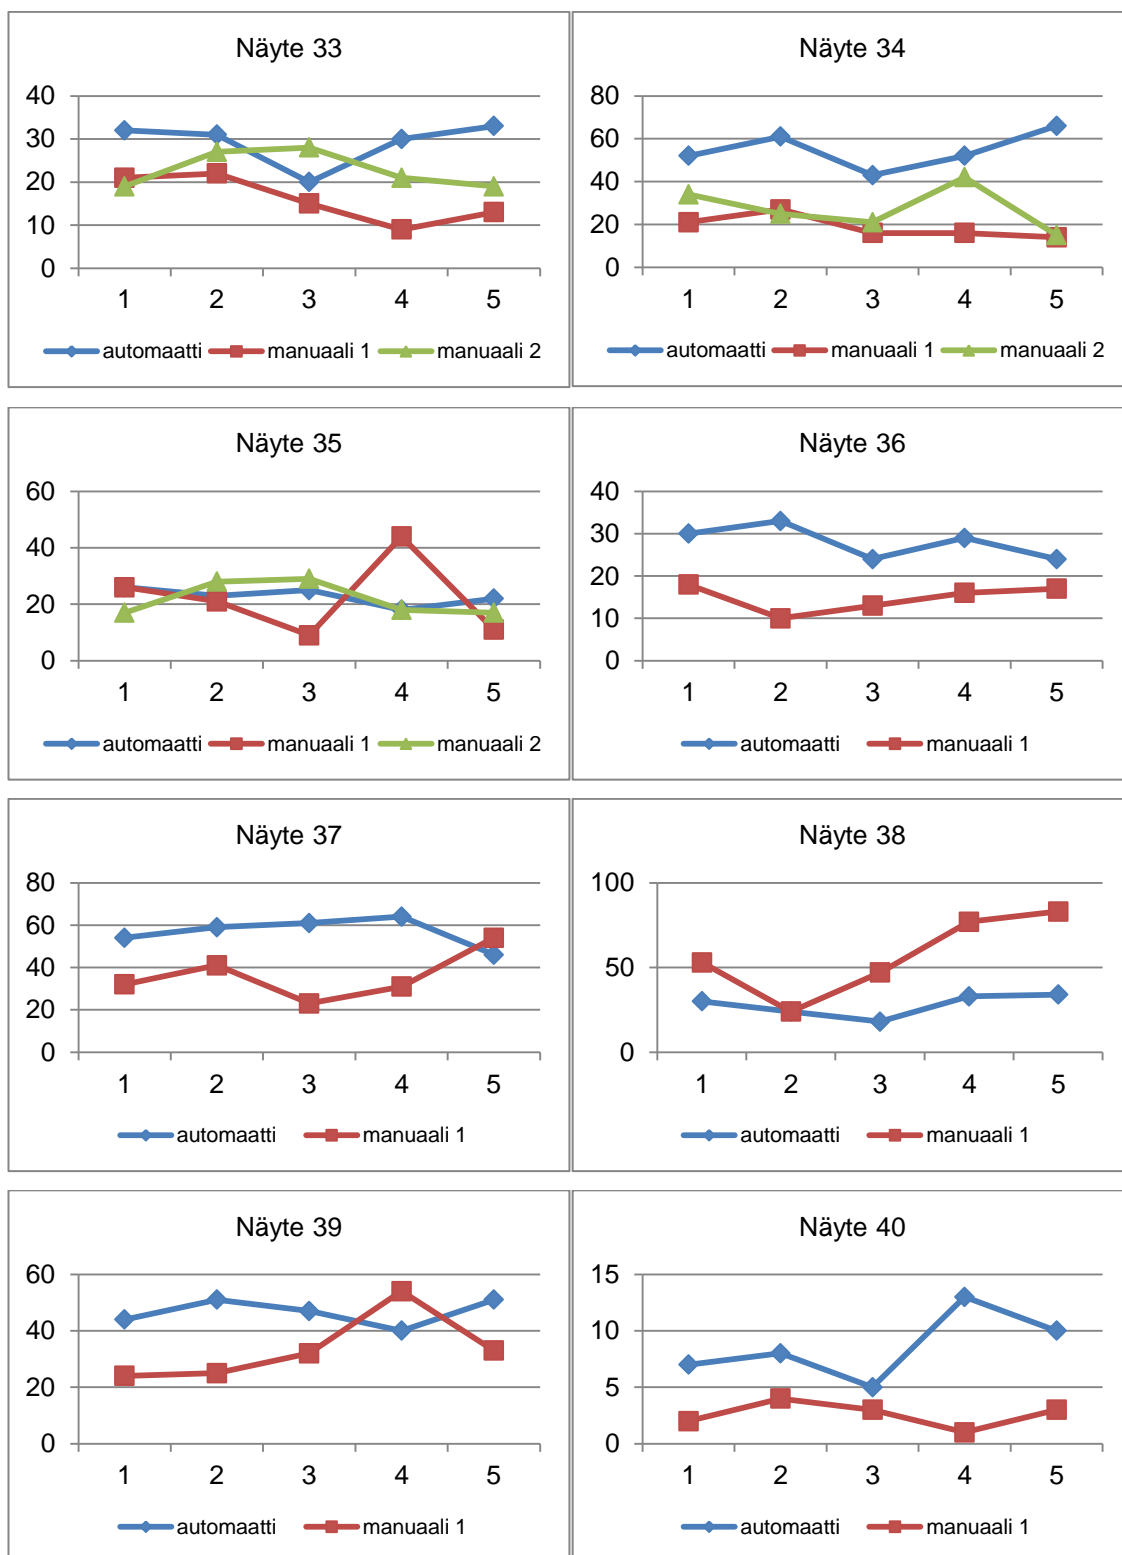 Näyte 33
40
30
20
10
0
1 2 3 4 5
automaatti manuaali 1 manuaali 2
Näyte 34
80
60
40
20
0
1 2 3 4 5
automaatti manuaali 1 manuaali 2
Näyte 35
60
40
20
0
1 2 3 4 5
automaatti manuaali 1 manuaali 2
Näyte 36
40
30
20
10
0
1 2 3 4 5
automaatti manuaali 1
Näyte 37
80
60
40
20
0
1 2 3 4 5
automaatti manuaali 1
Näyte 38
100
50
0
1 2 3 4 5
automaatti manuaali 1
Näyte 39
60
40
20
0
1 2 3 4 5
automaatti manuaali 1
Näyte 40
15
10
5
0
1 2 3 4 5
automaatti manuaali 1